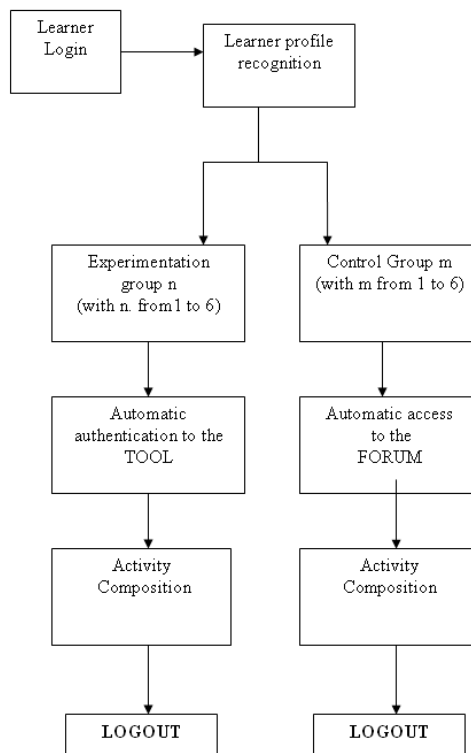 Learner
Login
Learner profile
recognition
Experimentation
group n
(with n. from 1 to 6)
Control Group m
(with m from 1 to 6)
Automatic
authentication to the
TOOL
Automatic access
to the
FORUM
Activity
Composition
Activity
Composition
LOGOUT
LOGOUT